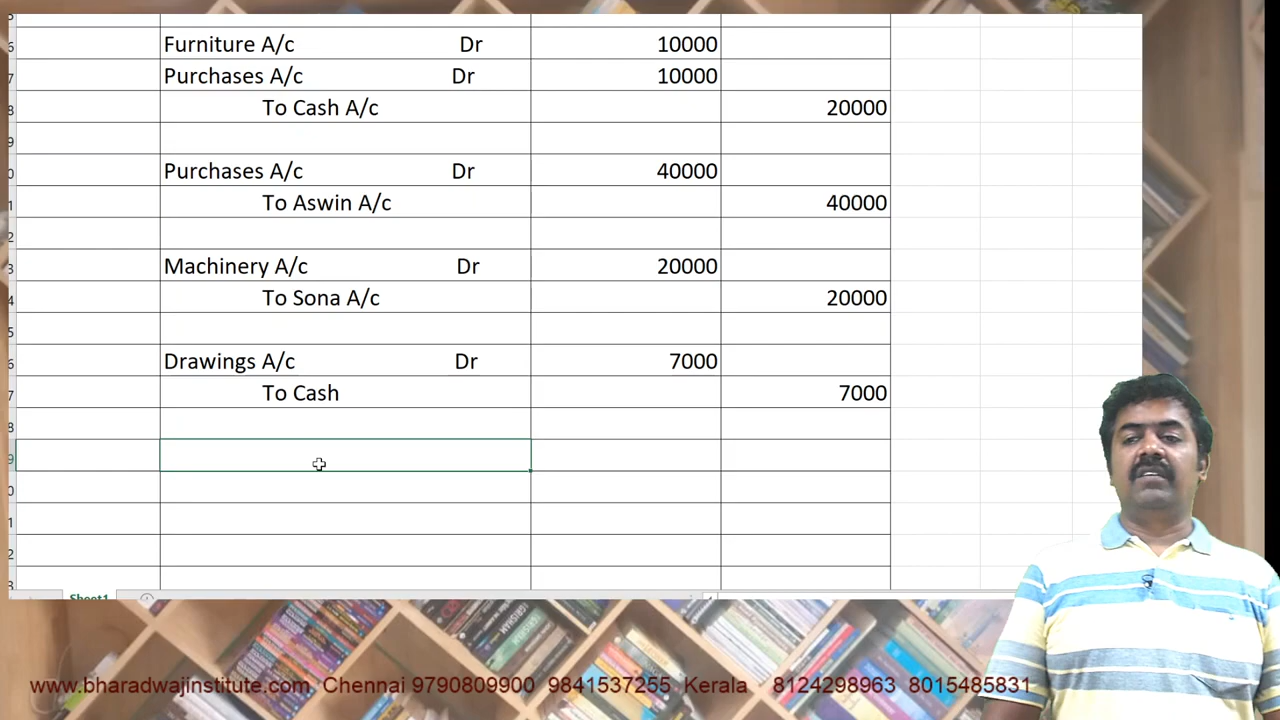 Furniture A/c Dr 10000
Purchases A/c Dr 10000
To Cash A/c 20000
Purchases A/c Dr 40000
To Aswin A/c 40000
Machinery A/c Dr 20000
To Sona A/c 20000
Drawings A/c Dr 7000
To Cash 7000
Sheet1
www.bharadwajinstitute.com Chennai 9790809900 9841537255 Kerala 8124298963 8015485831